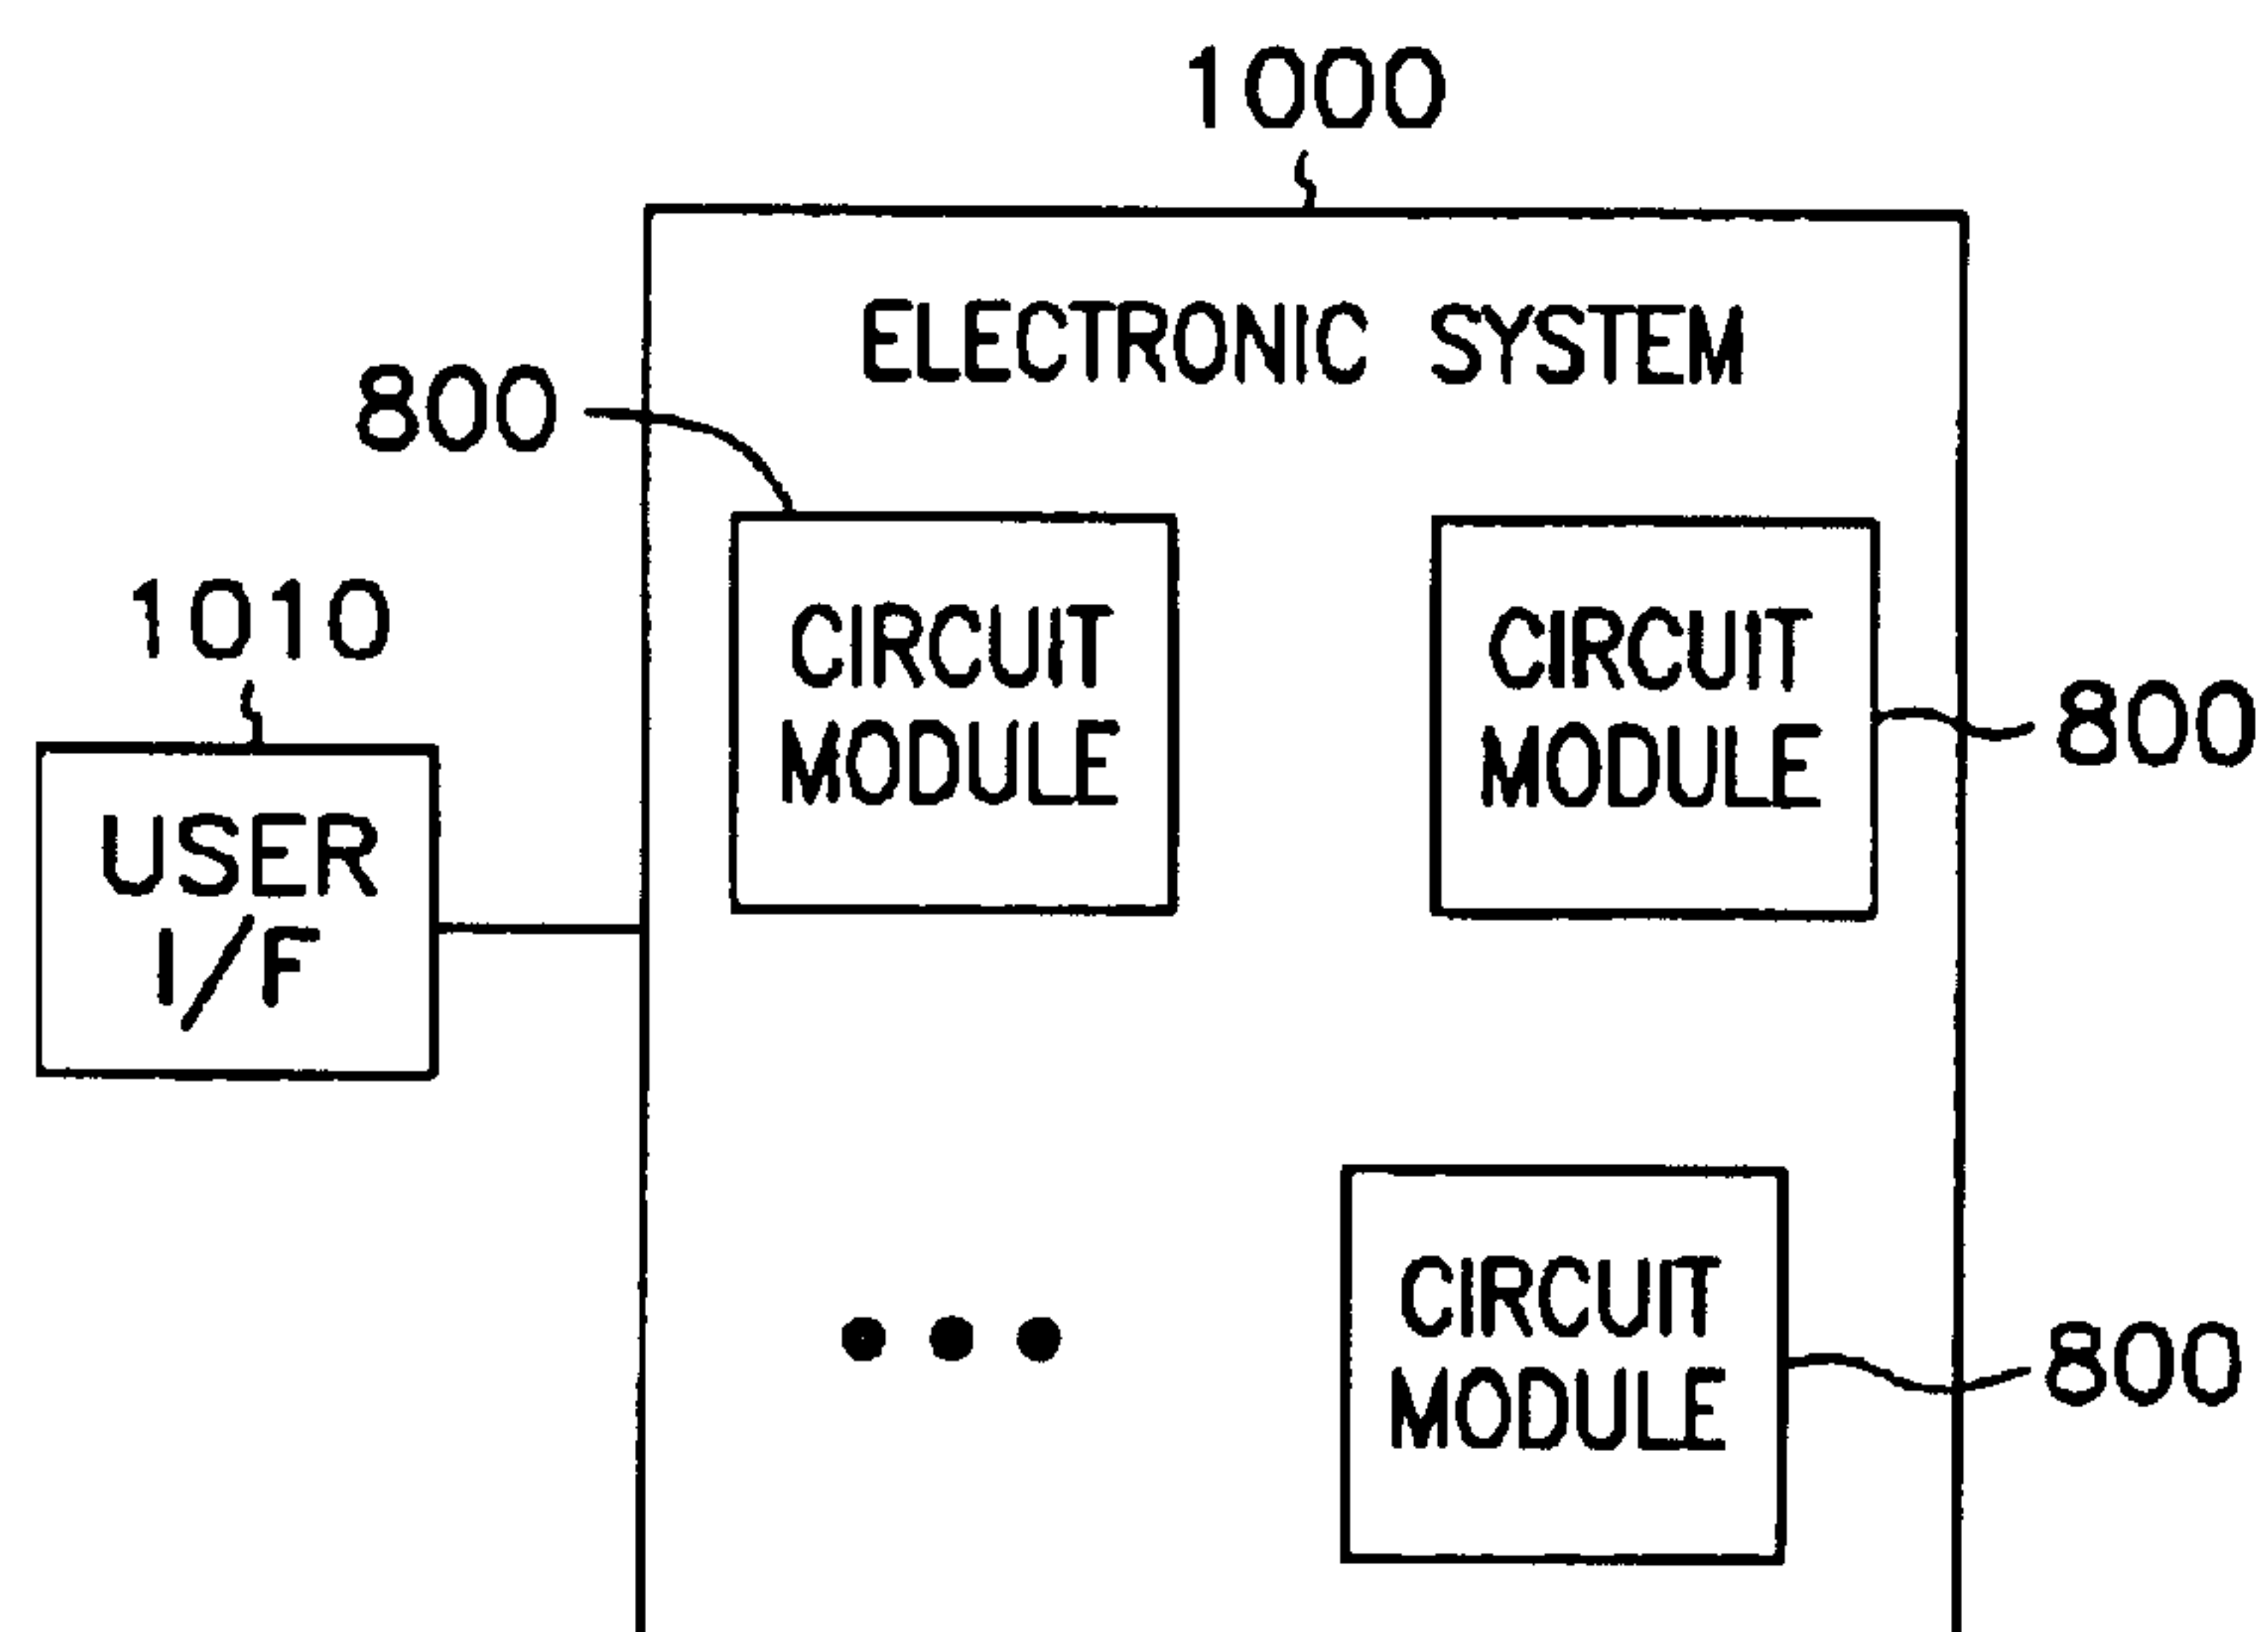 1000
ELECTRONIC SYSTEM
800
1010
CIRCUIT
MODULE
CIRCUIT
MODULE
800
USER
I/F
CIRCUIT
MODULE
800